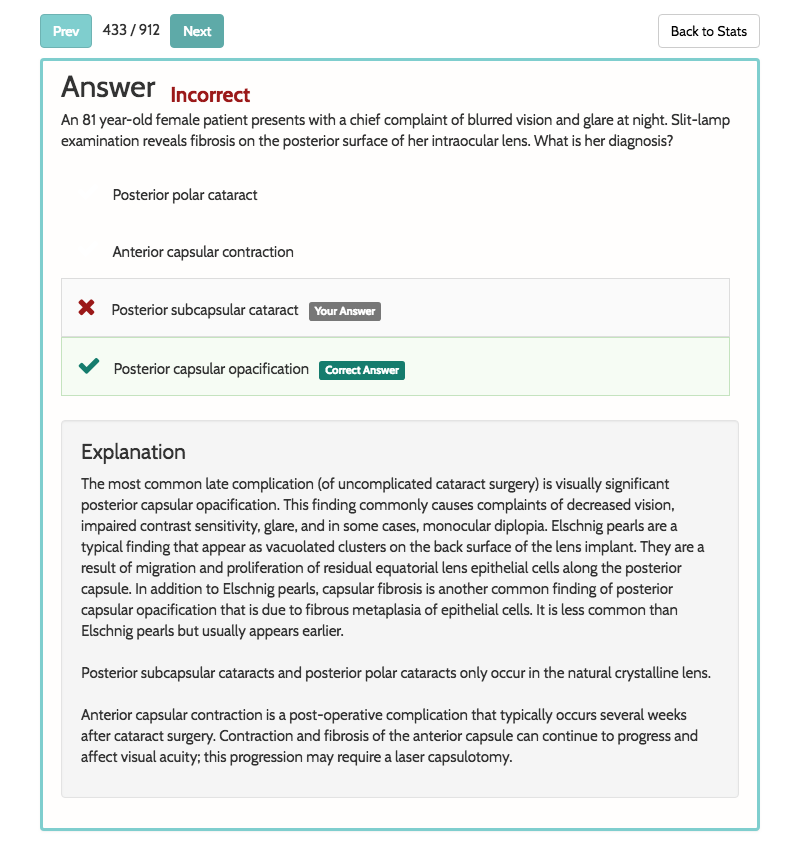 Prev 433 / 912 Next Back to Stats
Answer Incorrect
An 81 year-old female patient presents with a chief complaint of blurred vision and glare at night. Slit-lamp
examination reveals fibrosis on the posterior surface of her intraocular lens. What is her diagnosis?
Posterior polar cataract
Anterior capsular contraction
Posterior subcapsular cataract Your Answer
Posterior capsular opacification Correct Answer
Explanation
The most common late complication (of uncomplicated cataract surgery) is visually significant
posterior capsular opacification. This finding commonly causes complaints of decreased vision,
impaired contrast sensitivity, glare, and in some cases, monocular diplopia. Elschnig pearls are a
typical finding that appear as vacuolated clusters on the back surface of the lens implant. They are a
result of migration and proliferation of residual equatorial lens epithelial cells along the posterior
capsule. In addition to Elschnig pearls, capsular fibrosis is another common finding of posterior
capsular opacification that is due to fibrous metaplasia of epithelial cells. It is less common than
Elschnig pearls but usually appears earlier.
Posterior subcapsular cataracts and posterior polar cataracts only occur in the natural crystalline lens.
Anterior capsular contraction is a post-operative complication that typically occurs several weeks
after cataract surgery. Contraction and fibrosis of the anterior capsule can continue to progress and
affect visual acuity; this progression may require a laser capsulotomy.